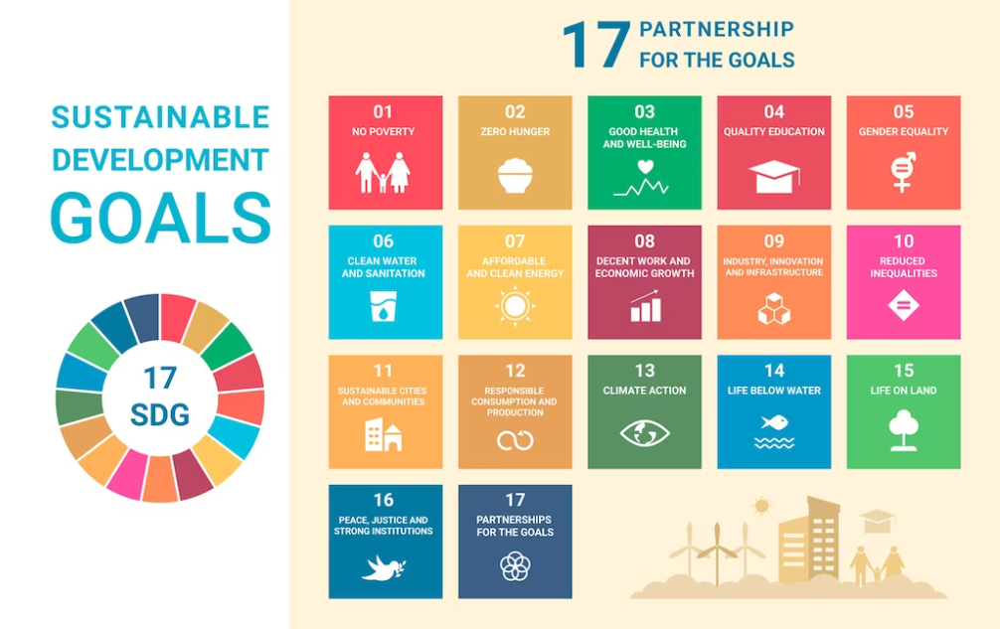 SUSTAINABLE
DEVELOPMENT
GOALS
17
SDG
17 PARTNERSHIP
FOR THE GOALS
01
NO POVERTY
02
ZERO HUNGER
03
GOOD HEALTH
AND WELL-BEING
04
QUALITY EDUCATION
05
GENDER EQUALITY
06
CLEAN WATER
AND SANITATION
07
AFFORDABLE
AND CLEAN ENERGY
08
DECENT WORK AND
ECONOMIC GROWTH
09
INDUSTRY, INNOVATION
AND INFRASTRUCTURE
10
REDUCED
INEQUALITIES
11
SUSTAINABLE CITIES
AND COMMUNITIES
12
RESPONSIBLE
CONSUMPTION AND
PRODUCTION
13
CLIMATE ACTION
14
LIFE BELOW WATER
15
LIFE ON LAND
16
PEACE, JUSTICE AND
STRONG INSTITUTIONS
17
PARTNERSHIPS
FOR THE GOALS